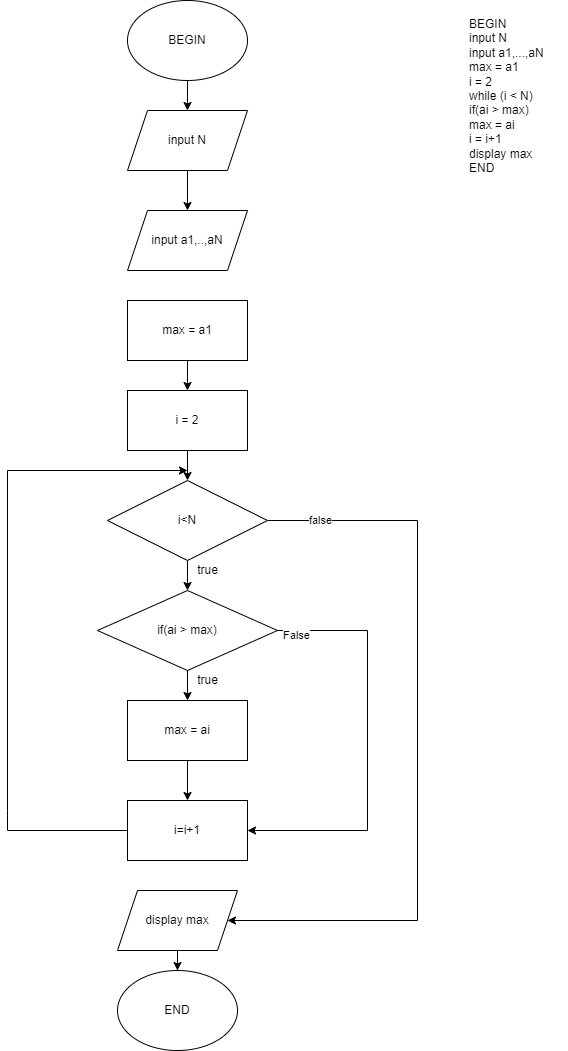 BEGIN
input N
input a1,..,aN
max = a1
i = 2
i<N
false
true
if(ai > max)
False
true
max = ai
i=i+1
display max
END
BEGIN
input N
input a1,...,aN
max = a1
i = 2
while (i < N)
if(ai > max)
max = ai
i = i+1
display max
END